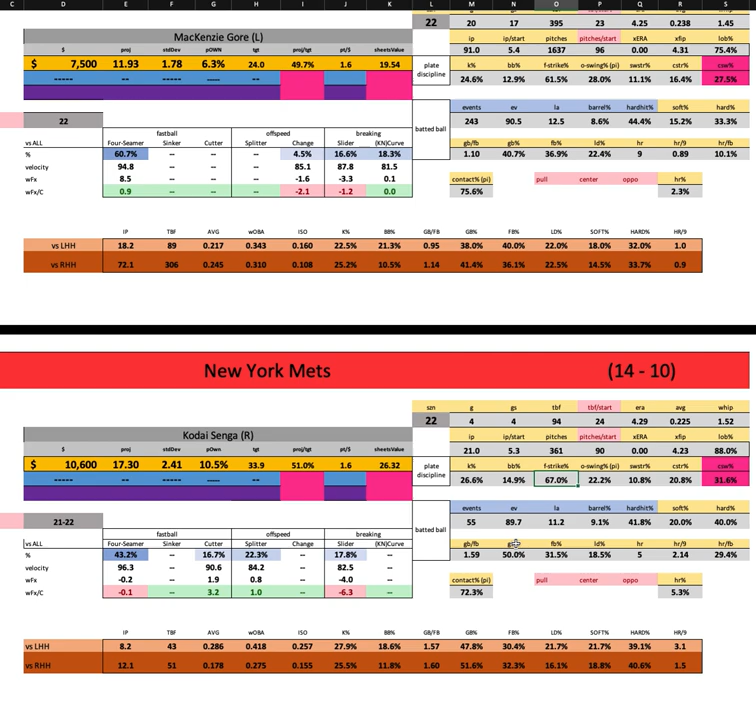 C D E F G H I J K L M N O P Q R S
22 20 17 395 23 4.25 0.238 1.45
MacKenzie Gore (L) ip ip/start pitches pitches/start xERA xfip lob%
$ proj stdDev pOWN tgt proj/tgt pt/$ sheetsValue 91.0 5.4 1637 96 0.00 4.31 75.4%
$ 7,500 11.93 1.78 6.3% 24.0 49.7% 1.6 19.54 plate discipline k% bb% f-strike% o-swing% (pi) swstr% cstr% csw%
----- -- ----- -- 24.6% 12.9% 61.5% 28.0% 11.1% 16.4% 27.5%
events ev la barrel% hardhit% soft% hard%
22 batted ball 243 90.5 12.5 8.6% 44.4% 15.2% 33.3%
fastball offspeed breaking
vs ALL Four-Seamer Sinker Cutter Splitter Change Slider (KN)Curve gb/fb gb% fb% ld% hr hr/9 hr/fb
% 60.7% -- -- -- 4.5% 16.6% 18.3% 1.10 40.7% 36.9% 22.4% 9 0.89 10.1%
velocity 94.8 -- -- -- 85.1 87.8 81.5
wFx 8.5 -- -- -- -1.6 -3.3 0.1 contact% (pi) pull center oppo hr%
wFx/C 0.9 -- -- -- -2.1 -1.2 0.0 75.6% 2.3%
IP TBF AVG wOBA ISO K% BB% GB/FB GB% FB% LD% SOFT% HARD% HR/9
vs LHH 18.2 89 0.217 0.343 0.160 22.5% 21.3% 0.95 38.0% 40.0% 22.0% 18.0% 32.0% 1.0
vs RHH 72.1 306 0.245 0.310 0.108 25.2% 10.5% 1.14 41.4% 36.1% 22.5% 14.5% 33.7% 0.9
New York Mets (14 - 10)
szn g gs tbf tbf/start era avg whip
22 4 4 94 24 4.29 0.225 1.52
Kodai Senga (R) ip ip/start pitches pitches/start xERA xfip lob%
$ proj stdDev pOwn tgt proj/tgt pt/$ sheetsValue 21.0 5.3 361 90 0.00 4.23 88.0%
$ 10,600 17.30 2.41 10.5% 33.9 51.0% 1.6 26.32 plate discipline k% bb% f-strike% o-swing% (pi) swstr% cstr% csw%
----- -- ----- -- 26.6% 14.9% 67.0% 22.2% 10.8% 20.8% 31.6%
events ev la barrel% hardhit% soft% hard%
21-22 batted ball 55 89.7 11.2 9.1% 41.8% 20.0% 40.0%
fastball offspeed breaking
vs ALL Four-Seamer Sinker Cutter Splitter Change Slider (KN)Curve gb/fb fb% ld% hr hr/9 hr/fb
% 43.2% -- 16.7% 22.3% -- 17.8% -- 1.59 50.0% 31.5% 18.5% 5 2.14 29.4%
velocity 96.3 -- 90.6 84.2 -- 82.5 --
wFx -0.2 -- 1.9 0.8 -- -4.0 -- contact% (pi) pull center oppo hr%
wFx/C -0.1 -- 3.2 1.0 -- -6.3 -- 72.3% 5.3%
IP TBF AVG wOBA ISO K% BB% GB/FB GB% FB% LD% SOFT% HARD% HR/9
vs LHH 8.2 43 0.286 0.418 0.257 27.9% 18.6% 1.57 47.8% 30.4% 21.7% 21.7% 39.1% 3.1
vs RHH 12.1 51 0.178 0.275 0.155 25.5% 11.8% 1.60 51.6% 32.3% 16.1% 18.8% 40.6% 1.5